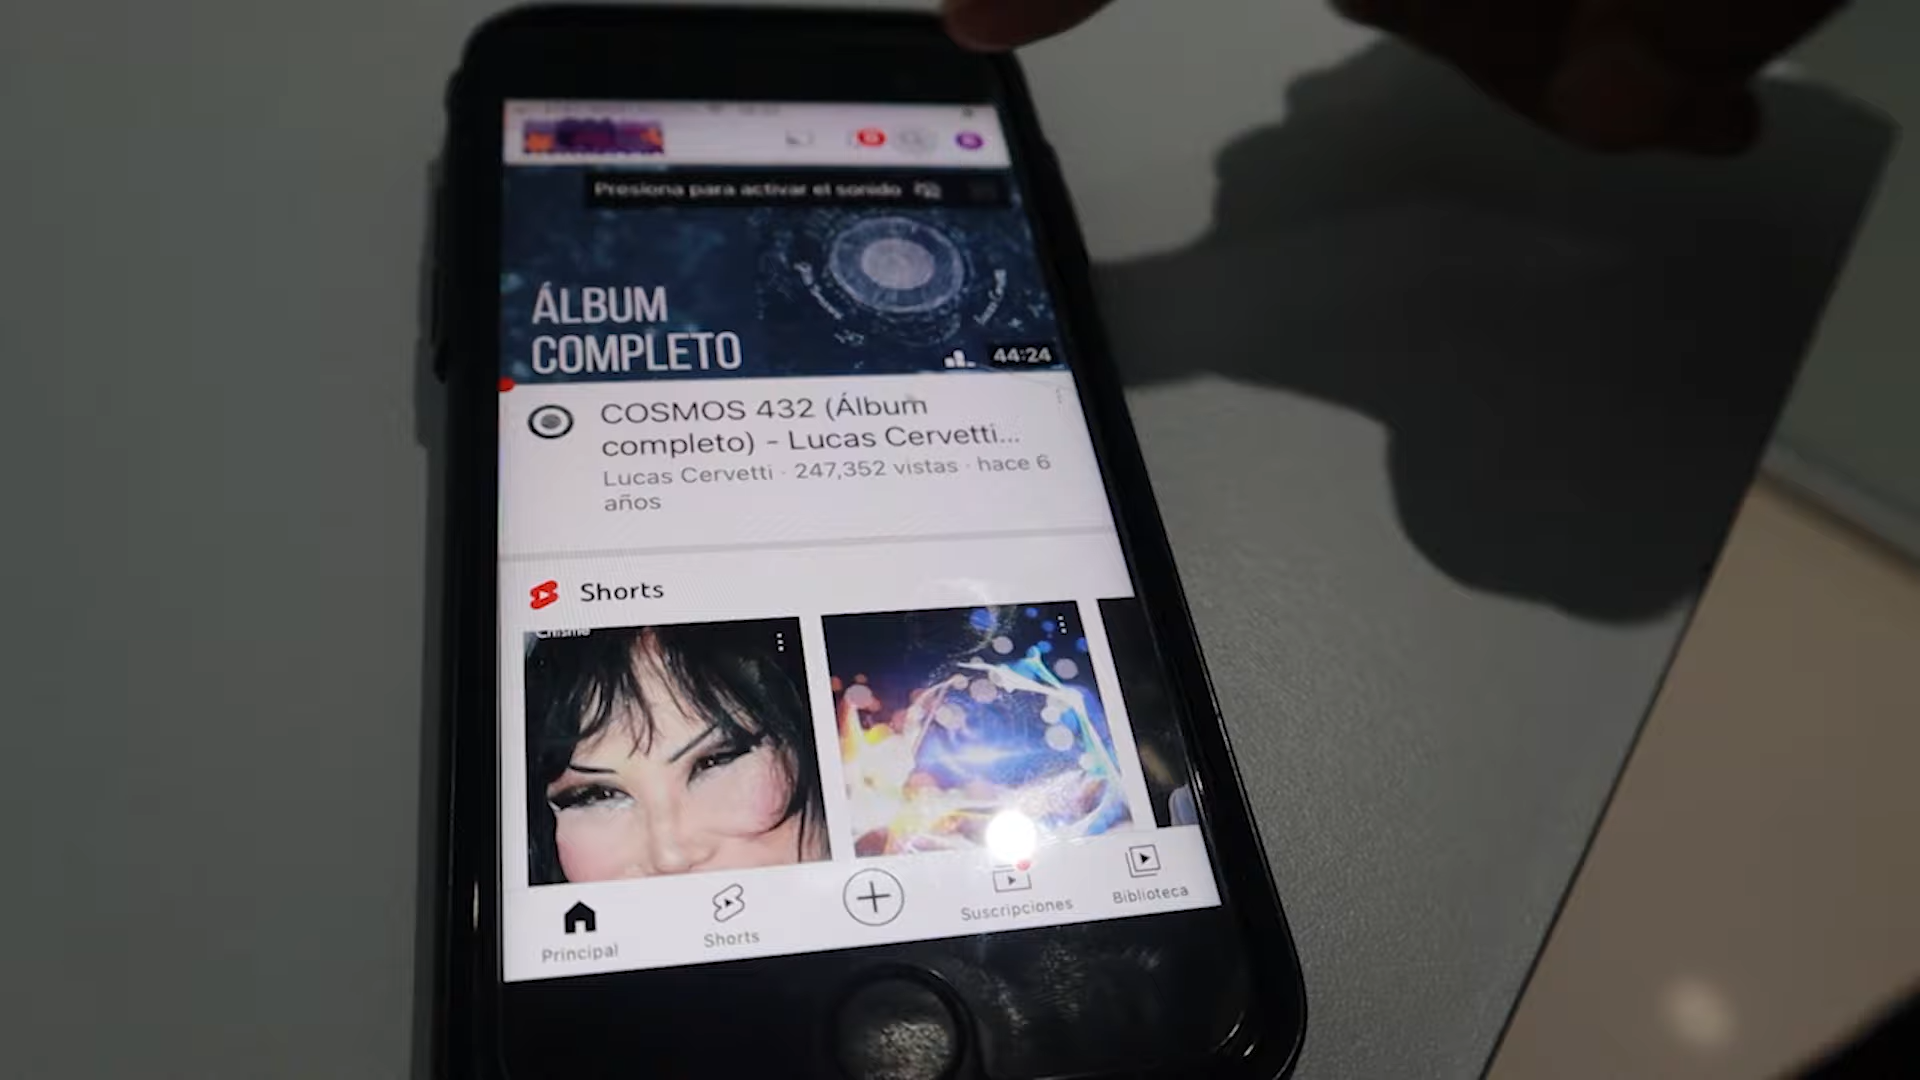 Presiona para activar el sonido
ÁLBUM
COMPLETO
44:24
COSMOS 432 (Álbum
completo) - Lucas Cervetti...
Lucas Cervetti · 247,352 vistas · hace 6
años
Shorts
Chisme
Principal
Shorts
Suscripciones
Biblioteca